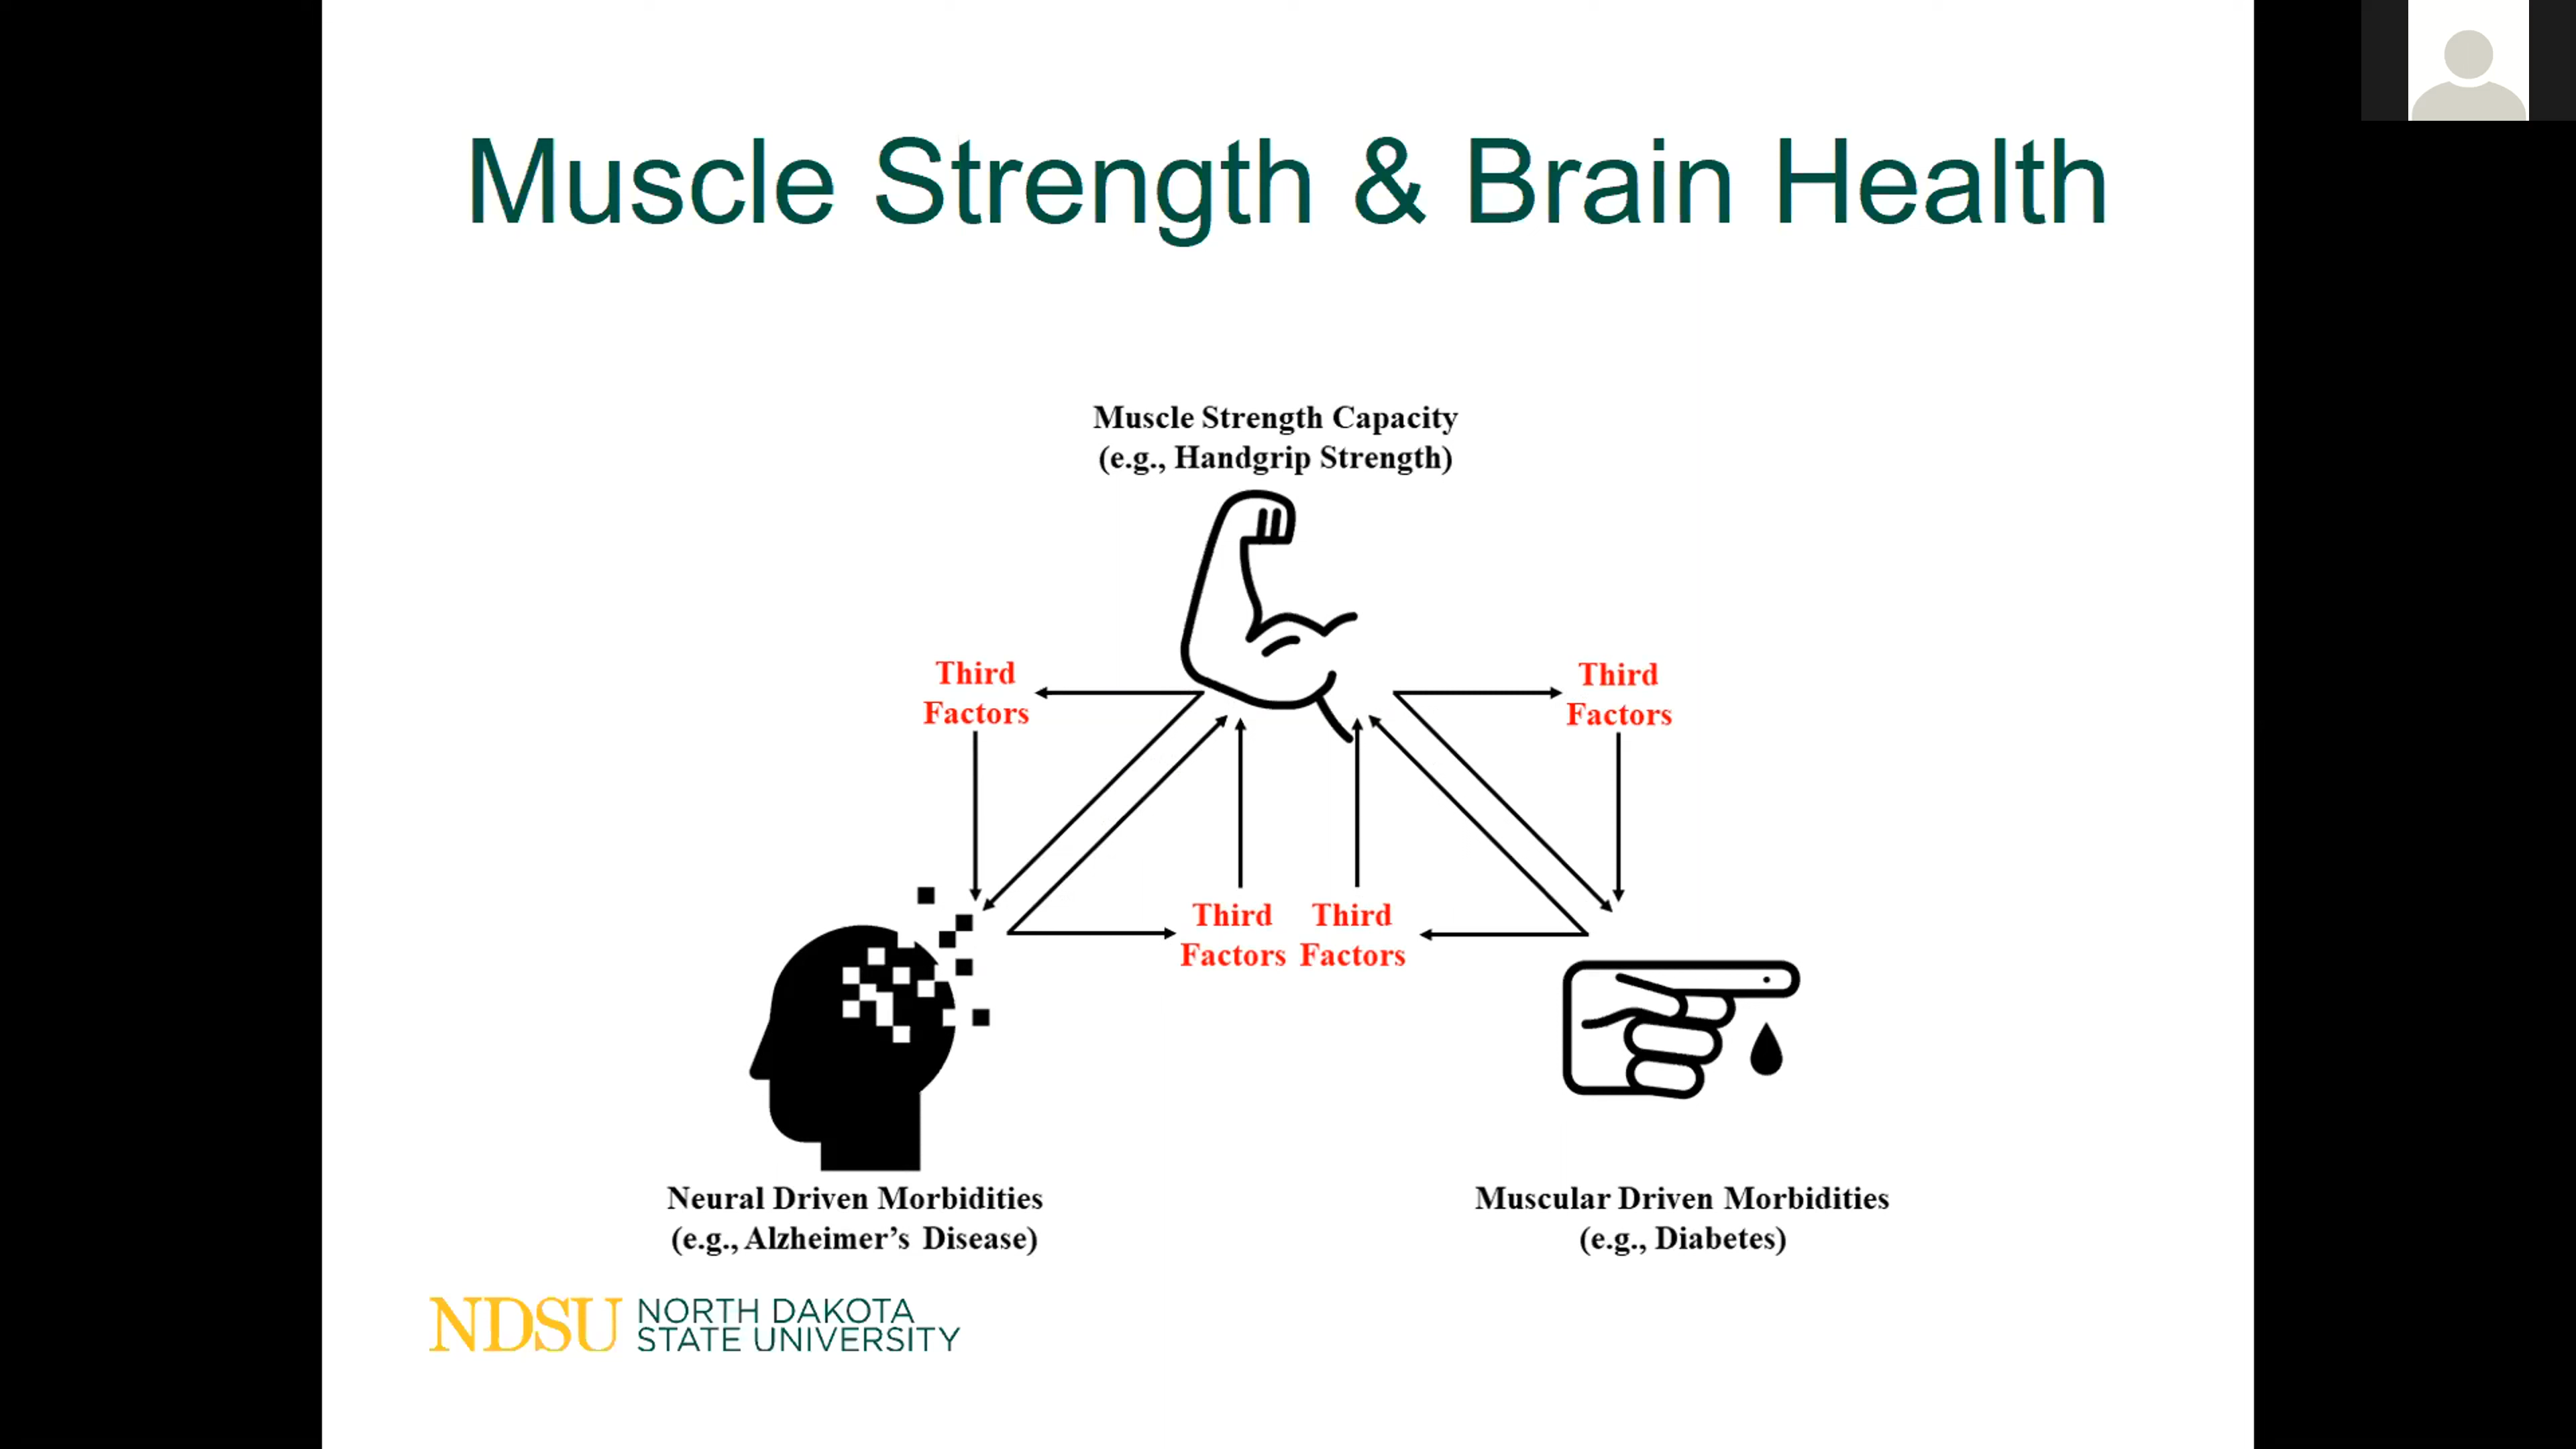 Muscle Strength & Brain Health
Muscle Strength Capacity
(e.g., Handgrip Strength)
Third
Factors
Third
Factors
Third
Factors
Third
Factors
Neural Driven Morbidities
(e.g., Alzheimer’s Disease)
Muscular Driven Morbidities
(e.g., Diabetes)
NDSU
NORTH DAKOTA
STATE UNIVERSITY